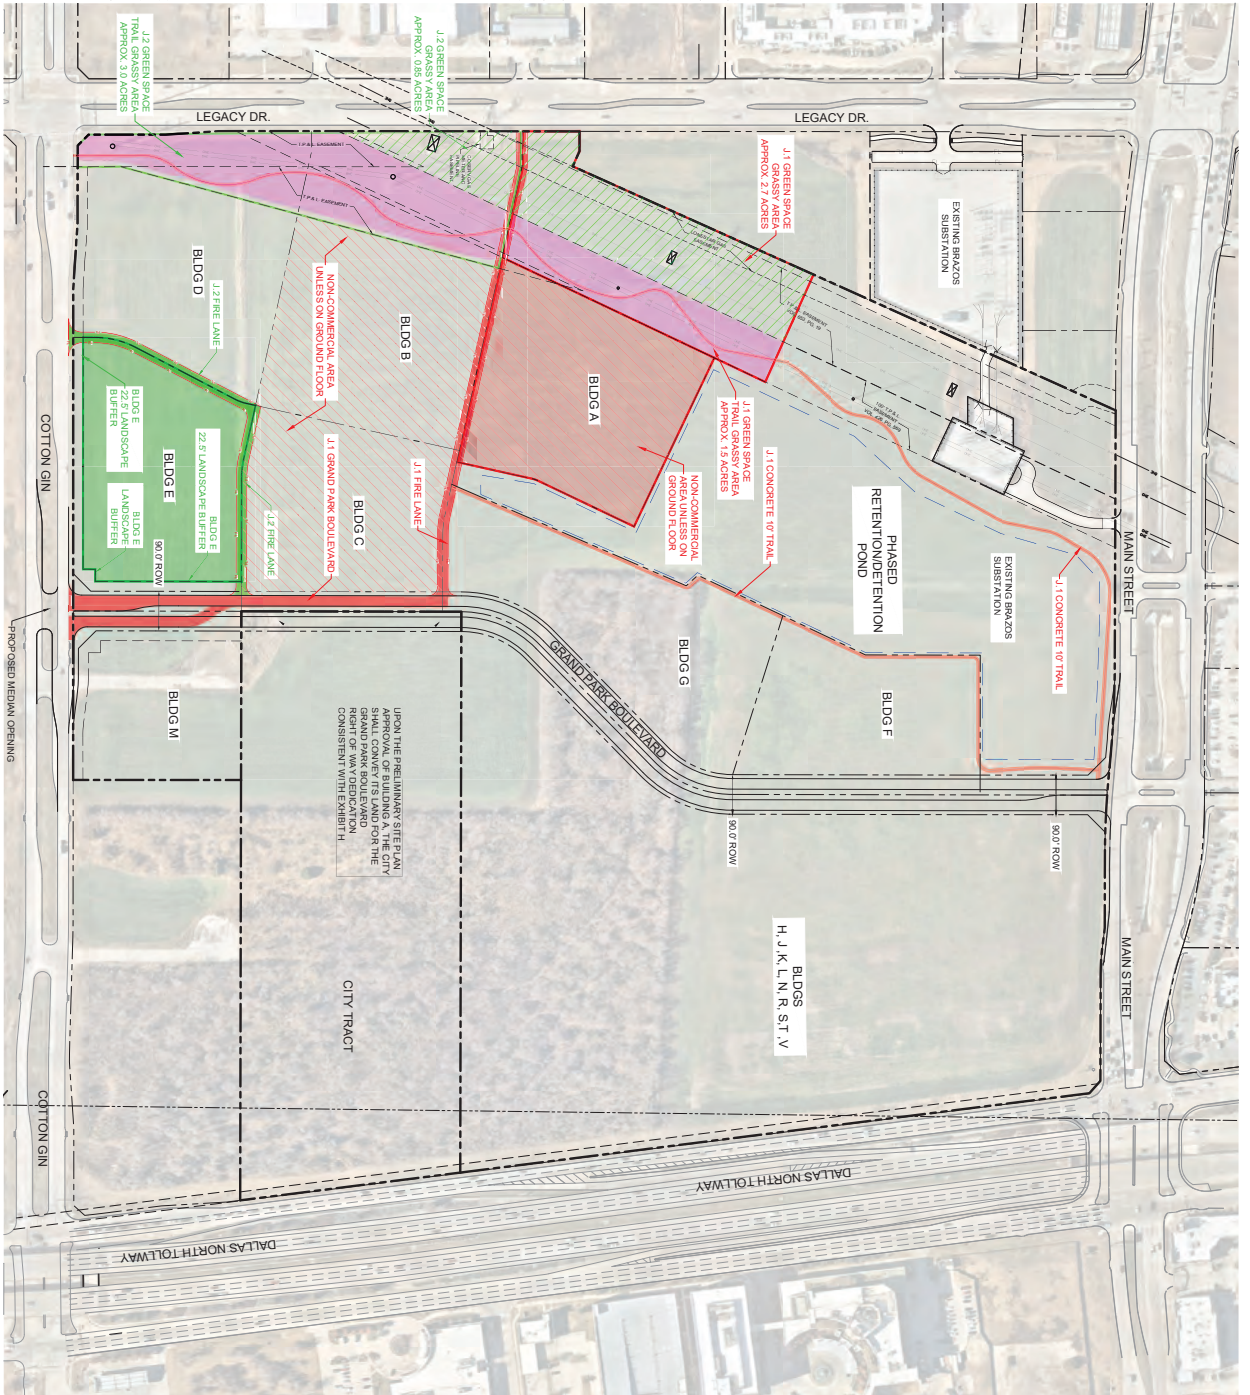 J.2 GREEN SPACE
TRAIL GRASSY AREA
APPROX. 3.0 ACRES
J.2 GREEN SPACE
GRASSY AREA
APPROX. 0.85 ACRES
LEGACY DR.
LEGACY DR.
J.1 GREEN SPACE
GRASSY AREA
APPROX. 2.7 ACRES
EXISTING BRAZOS
SUBSTATION
T.P.& L. EASEMENT
T.P.& L. EASEMENT
LONESTAR GAS
EASEMENT
BLDG D
J.2 FIRE LANE
NON-COMMERCIAL AREA
UNLESS ON GROUND FLOOR
BLDG B
BLDG A
J.1 GREEN SPACE
TRAIL GRASSY AREA
APPROX. 1.5 ACRES
NON-COMMERCIAL
AREA UNLESS ON
GROUND FLOOR
J.1 CONCRETE 10' TRAIL
PHASED
RETENTION/DETENTION
POND
EXISTING BRAZOS
SUBSTATION
J.1 CONCRETE 10' TRAIL
MAIN STREET
COTTON GIN
BLDG E
22.5' LANDSCAPE
BUFFER
BLDG E
BLDG E
22.5' LANDSCAPE BUFFER
BLDG E
LANDSCAPE
BUFFER
J.2 FIRE LANE
J.1 GRAND PARK BOULEVARD
BLDG C
J.1 FIRE LANE
90.0' ROW
PROPOSED MEDIAN OPENING
BLDG M
GRAND PARK BOULEVARD
BLDG G
BLDG F
90.0' ROW
90.0' ROW
UPON THE PRELIMINARY SITE PLAN
APPROVAL OF BUILDING A, THE CITY
SHALL CONVEY ITS LAND FOR THE
GRAND PARK BOULEVARD
RIGHT OF WAY DEDICATION
CONSISTENT WITH EXHIBIT H
BLDGS
H, J ,K, L, N, R, S,T ,V
MAIN STREET
CITY TRACT
COTTON GIN
DALLAS NORTH TOLLWAY
DALLAS NORTH TOLLWAY